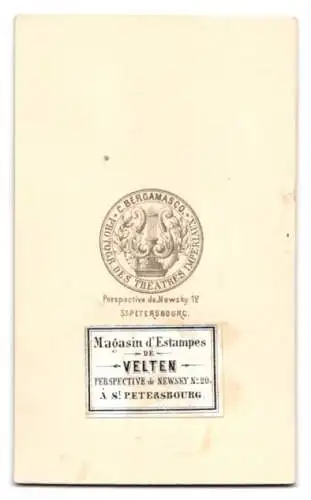 C. BERGAMASCO.
PHOTOGR. DES THEATRES IMPERIAUX
Perspective de Newsky 12
St. PETERSBOURG.
Magasin d'Estampes
DE
VELTEN
PERSPECTIVE de NEWSKY No. 20.
À St. PETERSBOURG.